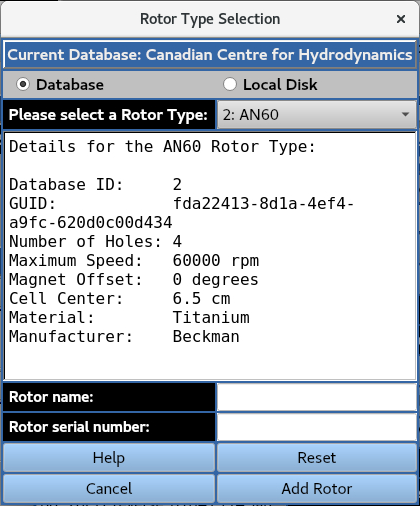 Rotor Type Selection ×
Current Database: Canadian Centre for Hydrodynamics
Database Local Disk
Please select a Rotor Type: 2: AN60
Details for the AN60 Rotor Type:
Database ID: 2
GUID: fda22413-8d1a-4ef4-
a9fc-620d0c00d434
Number of Holes: 4
Maximum Speed: 60000 rpm
Magnet Offset: 0 degrees
Cell Center: 6.5 cm
Material: Titanium
Manufacturer: Beckman
Rotor name:
Rotor serial number:
Help Reset
Cancel Add Rotor